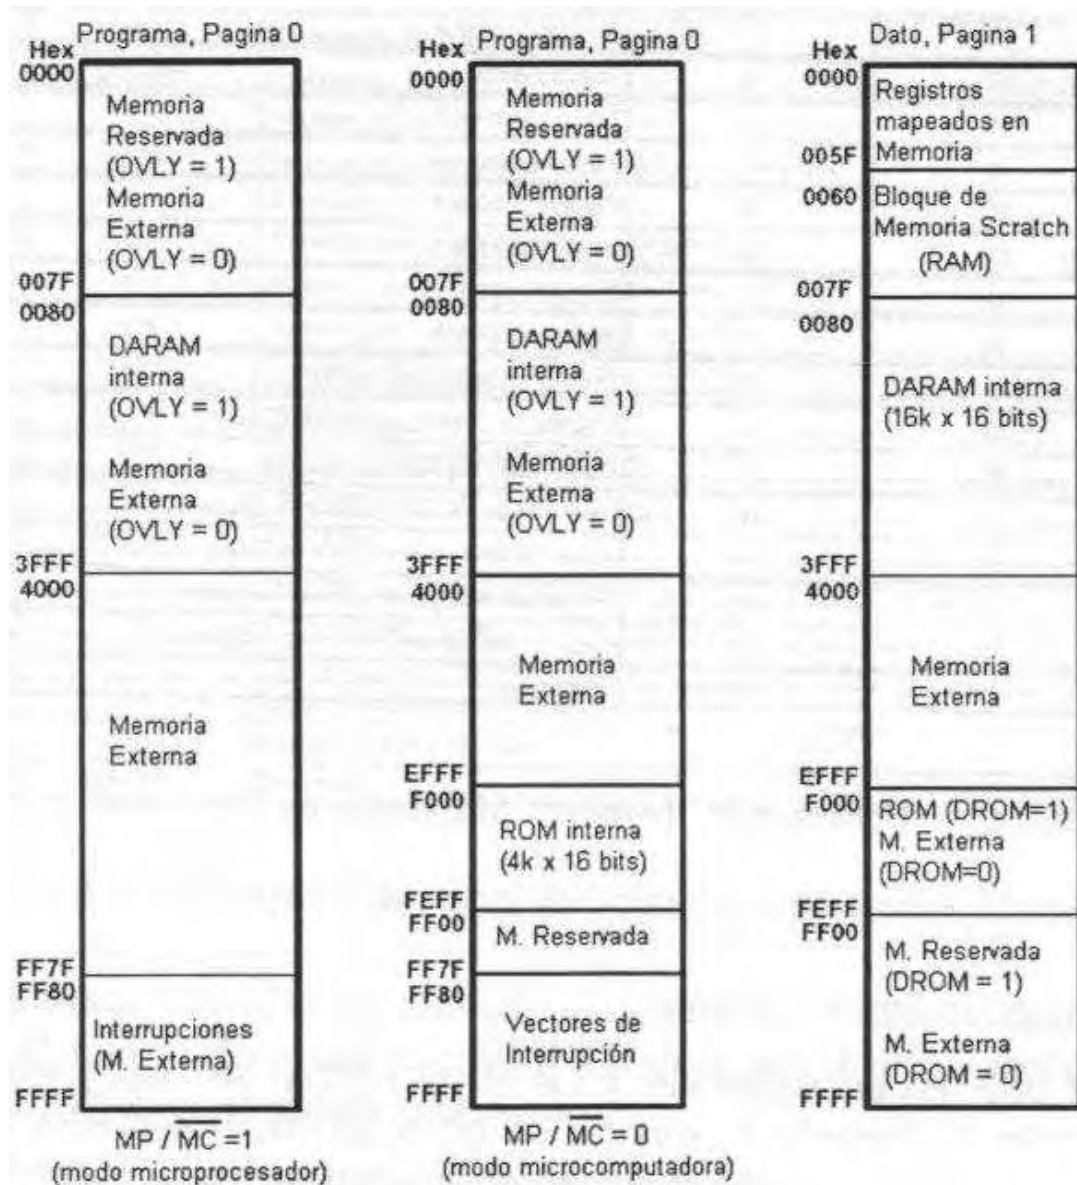 Programa, Pagina 0
Hex
0000
Memoria
Reservada
(OVLY = 1)
Memoria
Externa
(OVLY = 0)
007F
0080
DARAM
interna
(OVLY = 1)
Memoria
Externa
(OVLY = 0)
3FFF
4000
Memoria
Externa
FF7F
FF80
Interrupciones
(M. Externa)
FFFF
MP / MC =1
(modo microprocesador)
Programa, Pagina 0
Hex
0000
Memoria
Reservada
(OVLY = 1)
Memoria
Externa
(OVLY = 0)
007F
0080
DARAM
interna
(OVLY = 1)
Memoria
Externa
(OVLY = 0)
3FFF
4000
Memoria
Externa
EFFF
F000
ROM interna
(4k x 16 bits)
FEFF
FF00
M. Reservada
FF7F
FF80
Vectores de
Interrupción
FFFF
MP / MC = 0
(modo microcomputadora)
Dato, Pagina 1
Hex
0000
Registros
mapeados en
Memoria
005F
0060
Bloque de
Memoria Scratch
(RAM)
007F
0080
DARAM interna
(16k x 16 bits)
3FFF
4000
Memoria
Externa
EFFF
F000
ROM (DROM=1)
M. Externa
(DROM=0)
FEFF
FF00
M. Reservada
(DROM = 1)
M. Externa
(DROM = 0)
FFFF